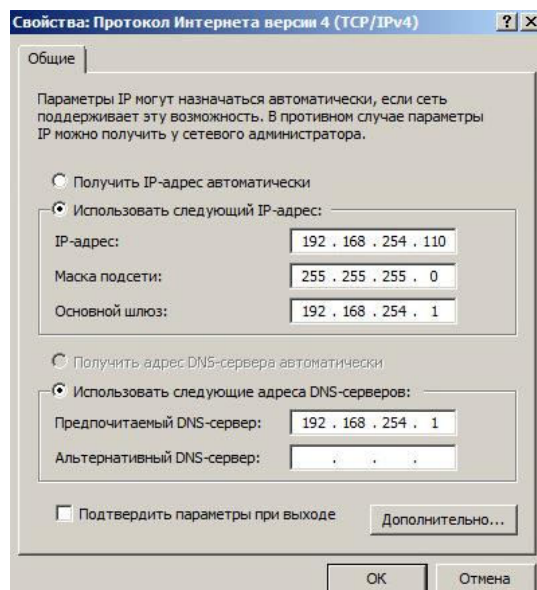 Свойства: Протокол Интернета версии 4 (TCP/IPv4)
Общие
Параметры IP могут назначаться автоматически, если сеть
поддерживает эту возможность. В противном случае параметры
IP можно получить у сетевого администратора.
Получить IP-адрес автоматически
Использовать следующий IP-адрес:
IP-адрес: 192 . 168 . 254 . 110
Маска подсети: 255 . 255 . 255 . 0
Основной шлюз: 192 . 168 . 254 . 1
Получить адрес DNS-сервера автоматически
Использовать следующие адреса DNS-серверов:
Предпочитаемый DNS-сервер: 192 . 168 . 254 . 1
Альтернативный DNS-сервер: . . .
Подтвердить параметры при выходе
Дополнительно...
ОК Отмена